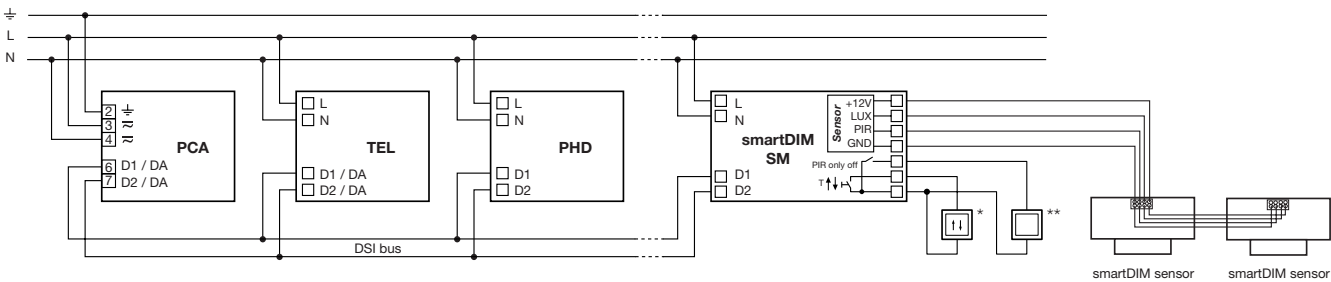 L
N
2
3
4
6 D1 / DA
7 D2 / DA
PCA
L
N
TEL
D1 / DA
D2 / DA
L
N
PHD
D1
D2
L
N
smartDIM
SM
D1
D2
Sensor
+12V
LUX
PIR
GND
PIR only off
T
*
**
DSI bus
smartDIM sensor
smartDIM sensor